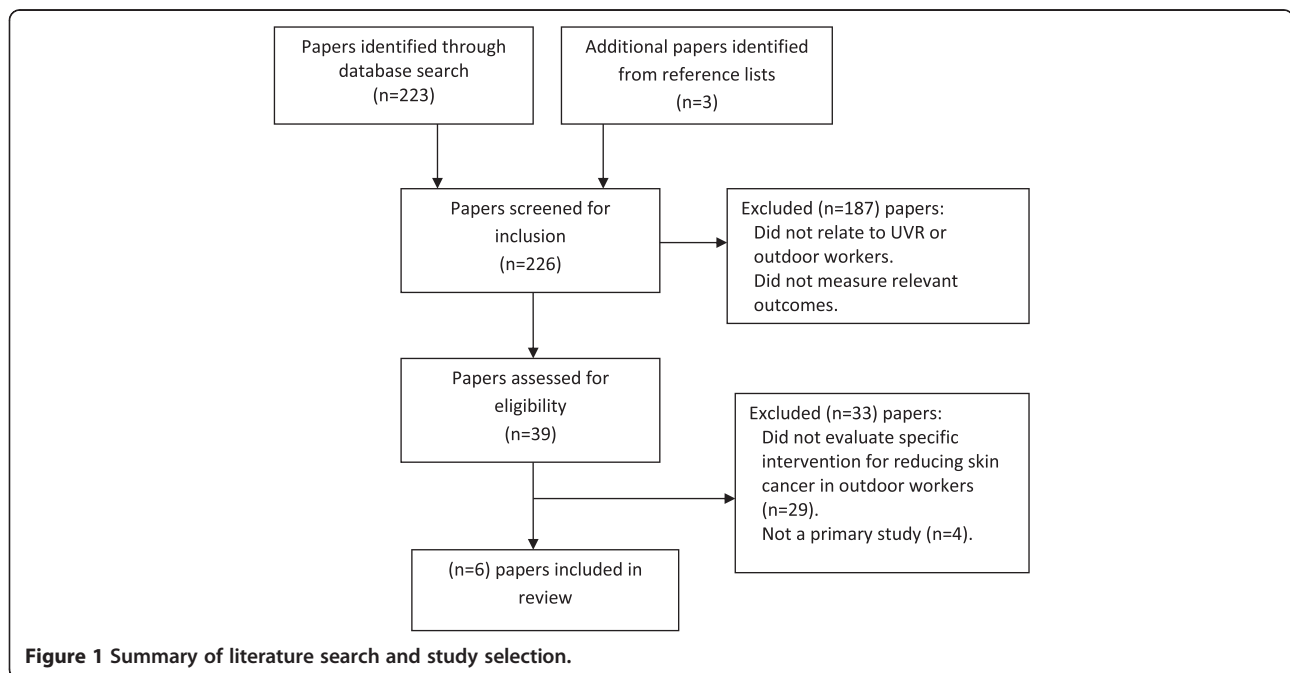 Papers identified through
database search
(n=223)
Additional papers identified
from reference lists
(n=3)
Papers screened for
inclusion
(n=226)
Excluded (n=187) papers:
Did not relate to UVR or
outdoor workers.
Did not measure relevant
outcomes.
Papers assessed for
eligibility
(n=39)
Excluded (n=33) papers:
Did not evaluate specific
intervention for reducing skin
cancer in outdoor workers
(n=29).
Not a primary study (n=4).
(n=6) papers included in
review
Figure 1 Summary of literature search and study selection.